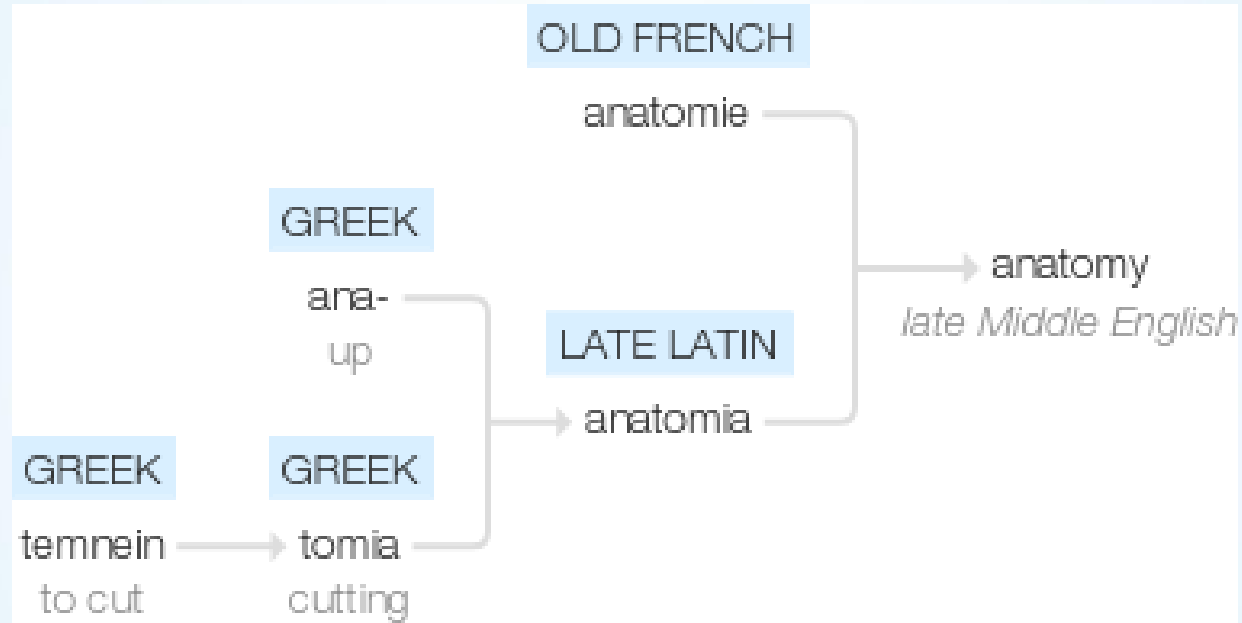 OLD FRENCH
anatomie
GREEK
ana-
up
anatomy
late Middle English
LATE LATIN
anatomia
GREEK
GREEK
temnein
tomia
to cut
cutting